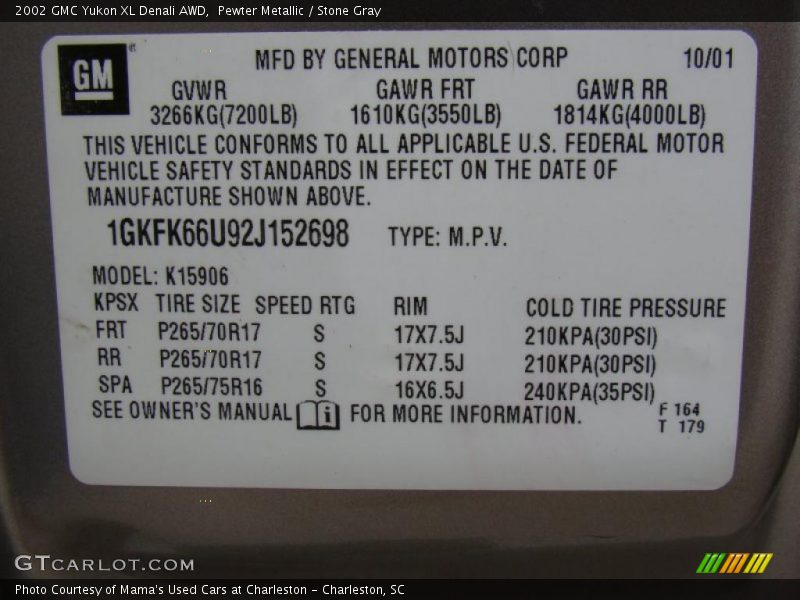 2002 GMC Yukon XL Denali AWD,  Pewter Metallic / Stone Gray
GM
®
MFD BY GENERAL MOTORS CORP 10/01
GVWR GAWR FRT GAWR RR
3266KG(7200LB) 1610KG(3550LB) 1814KG(4000LB)
THIS VEHICLE CONFORMS TO ALL APPLICABLE U.S. FEDERAL MOTOR
VEHICLE SAFETY STANDARDS IN EFFECT ON THE DATE OF
MANUFACTURE SHOWN ABOVE.
1GKFK66U92J152698 TYPE: M.P.V.
MODEL: K15906
KPSX TIRE SIZE SPEED RTG RIM COLD TIRE PRESSURE
FRT P265/70R17 S 17X7.5J 210KPA(30PSI)
RR P265/70R17 S 17X7.5J 210KPA(30PSI)
SPA P265/75R16 S 16X6.5J 240KPA(35PSI)
SEE OWNER'S MANUAL i FOR MORE INFORMATION.
F 164
T 179
GTCARLOT.COM
Photo Courtesy of Mama's Used Cars at Charleston - Charleston, SC